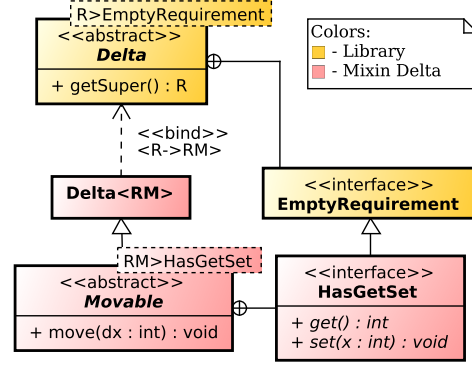 R>EmptyRequirement
<<abstract>>
Delta
+ getSuper() : R
Colors:
- Library
- Mixin Delta
<<bind>>
<R->RM>
Delta<RM>
<<interface>>
EmptyRequirement
RM>HasGetSet
<<abstract>>
Movable
+ move(dx : int) : void
<<interface>>
HasGetSet
+ get() : int
+ set(x : int) : void